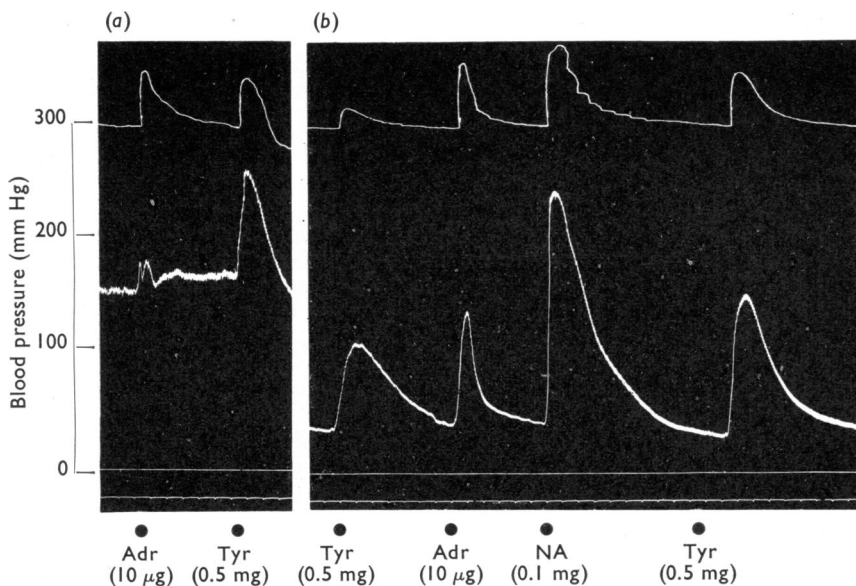 (a)
(b)
300
200
100
0
Blood pressure (mm Hg)
Adr
(10 μg)
Tyr
(0.5 mg)
Tyr
(0.5 mg)
Adr
(10 μg)
NA
(0.1 mg)
Tyr
(0.5 mg)